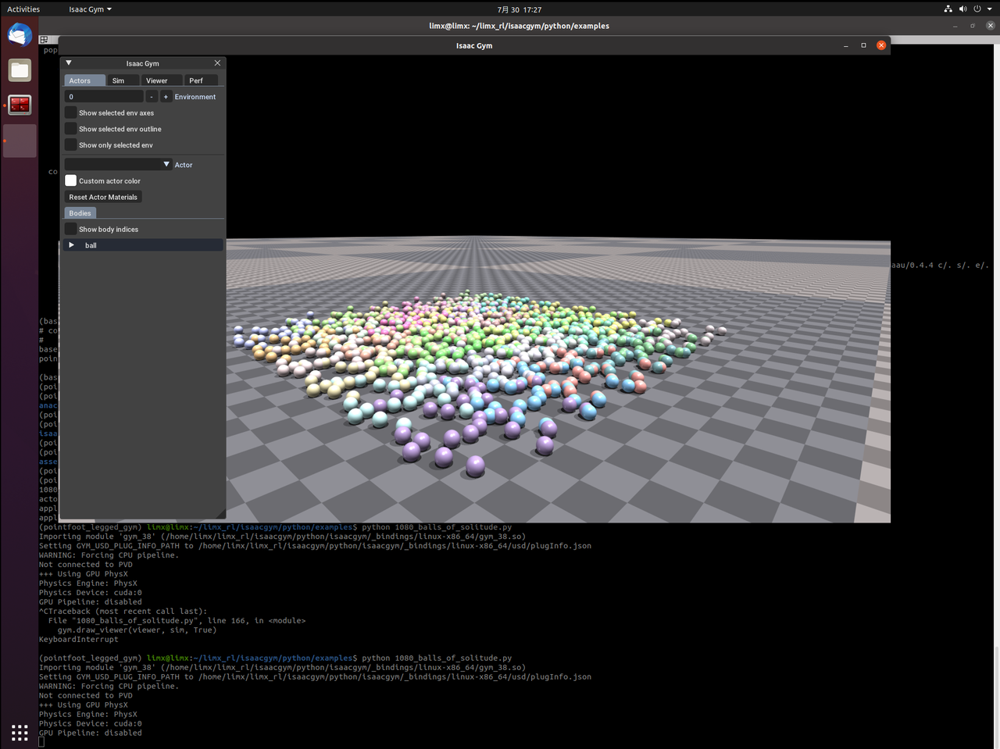 Activities
Isaac Gym
7月 30 17:27
limx@limx: ~/limx_rl/isaacgym/python/examples
pop
Isaac Gym
Isaac Gym
Actors Sim Viewer Perf
0 - + Environment
Show selected env axes
Show selected env outline
Show only selected env
co
Actor
Custom actor color
Reset Actor Materials
Bodies
Show body indices
ball
aau/0.4.4 c/. s/. e/.
(bas
# co
#
base
poin
(bas
(poi
(poi
anac
(poi
(poi
isaa
(poi
(poi
asse
(poi
(poi
1080
acto
appl
appl
(pointfoot_legged_gym) limx@limx:~/limx_rl/isaacgym/python/examples$ python 1080_balls_of_solitude.py
Importing module 'gym_38' (/home/limx/limx_rl/isaacgym/python/isaacgym/_bindings/linux-x86_64/gym_38.so)
Setting GYM_USD_PLUG_INFO_PATH to /home/limx/limx_rl/isaacgym/python/isaacgym/_bindings/linux-x86_64/usd/plugInfo.json
WARNING: Forcing CPU pipeline.
Not connected to PVD
+++ Using GPU PhysX
Physics Engine: PhysX
Physics Device: cuda:0
GPU Pipeline: disabled
^CTraceback (most recent call last):
File "1080_balls_of_solitude.py", line 166, in <module>
gym.draw_viewer(viewer, sim, True)
KeyboardInterrupt
(pointfoot_legged_gym) limx@limx:~/limx_rl/isaacgym/python/examples$ python 1080_balls_of_solitude.py
Importing module 'gym_38' (/home/limx/limx_rl/isaacgym/python/isaacgym/_bindings/linux-x86_64/gym_38.so)
Setting GYM_USD_PLUG_INFO_PATH to /home/limx/limx_rl/isaacgym/python/isaacgym/_bindings/linux-x86_64/usd/plugInfo.json
WARNING: Forcing CPU pipeline.
Not connected to PVD
+++ Using GPU PhysX
Physics Engine: PhysX
Physics Device: cuda:0
GPU Pipeline: disabled